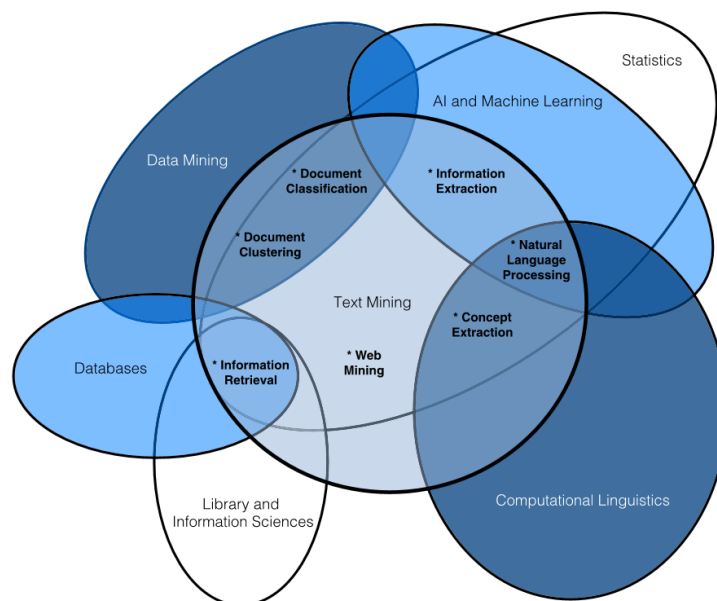 Statistics
AI and Machine Learning
Data Mining
* Document
Classification
* Information
Extraction
* Document
Clustering
* Natural
Language
Processing
Text Mining
* Concept
Extraction
* Web
Mining
Databases
* Information
Retrieval
Library and
Information Sciences
Computational Linguistics